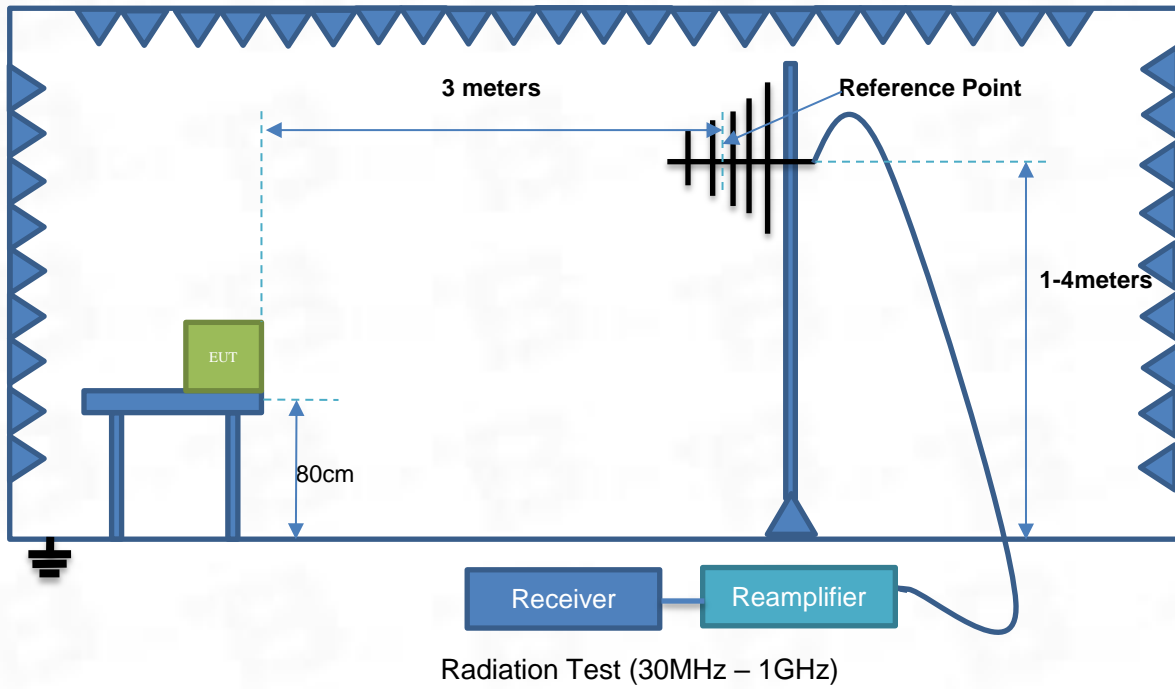 3 meters
Reference Point
1-4meters
EUT
80cm
Receiver
Reamplifier
Radiation Test (30MHz – 1GHz)